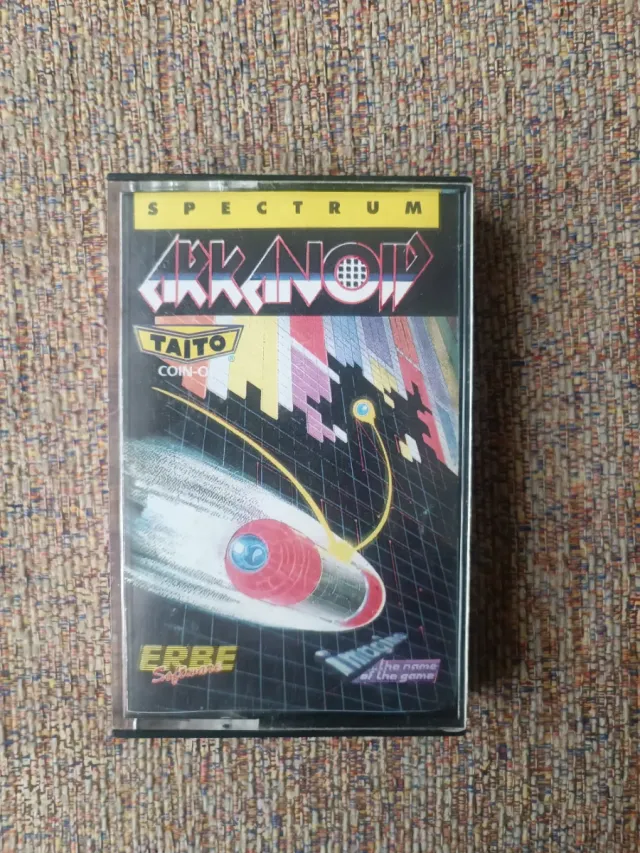 SPECTRUM
ARKANOID
TAITO
COIN-O
ERBE
Software
imagine
...the name
of the game